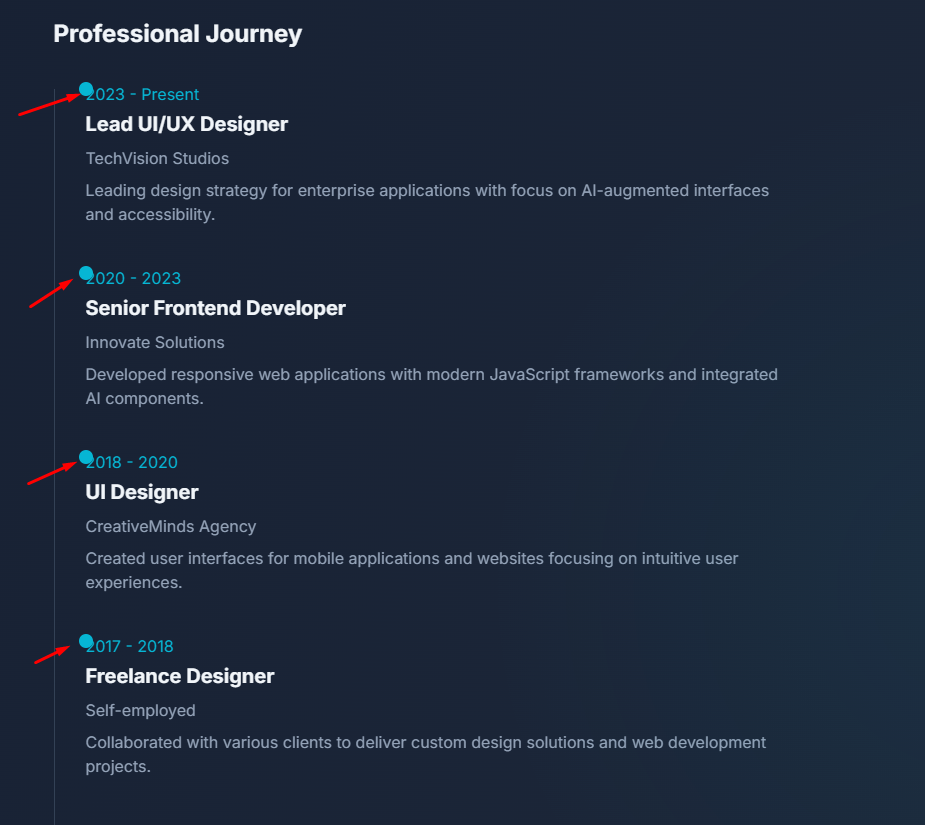 Professional Journey
2023 - Present
Lead UI/UX Designer
TechVision Studios
Leading design strategy for enterprise applications with focus on AI-augmented interfaces
and accessibility.
2020 - 2023
Senior Frontend Developer
Innovate Solutions
Developed responsive web applications with modern JavaScript frameworks and integrated
AI components.
2018 - 2020
UI Designer
CreativeMinds Agency
Created user interfaces for mobile applications and websites focusing on intuitive user
experiences.
2017 - 2018
Freelance Designer
Self-employed
Collaborated with various clients to deliver custom design solutions and web development
projects.